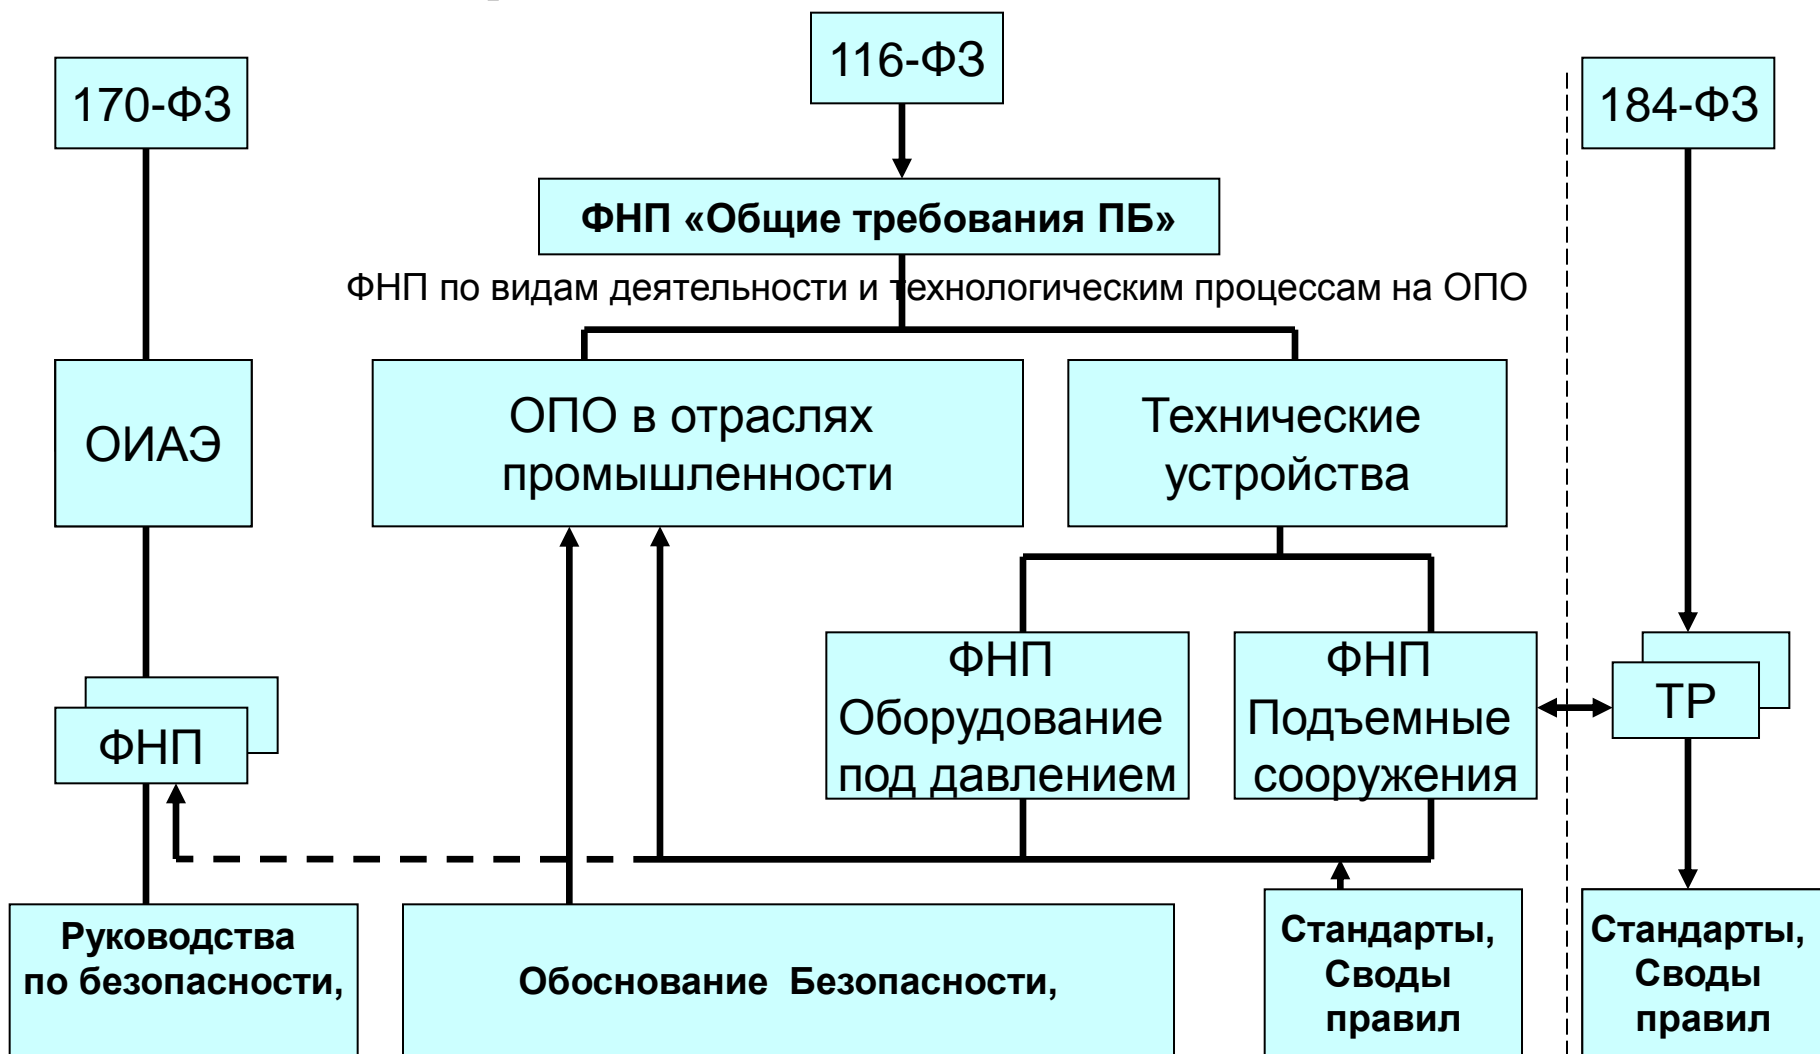 116-ФЗ
170-ФЗ
184-ФЗ
ФНП «Общие требования ПБ»
ФНП по видам деятельности и технологическим процессам на ОПО
ОИАЭ
ОПО в отраслях
промышленности
Технические
устройства
ФНП
Оборудование
под давлением
ФНП
Подъемные
сооружения
ТР
ФНП
Руководства
по безопасности,
Обоснование Безопасности,
Стандарты,
Своды
правил
Стандарты,
Своды
правил